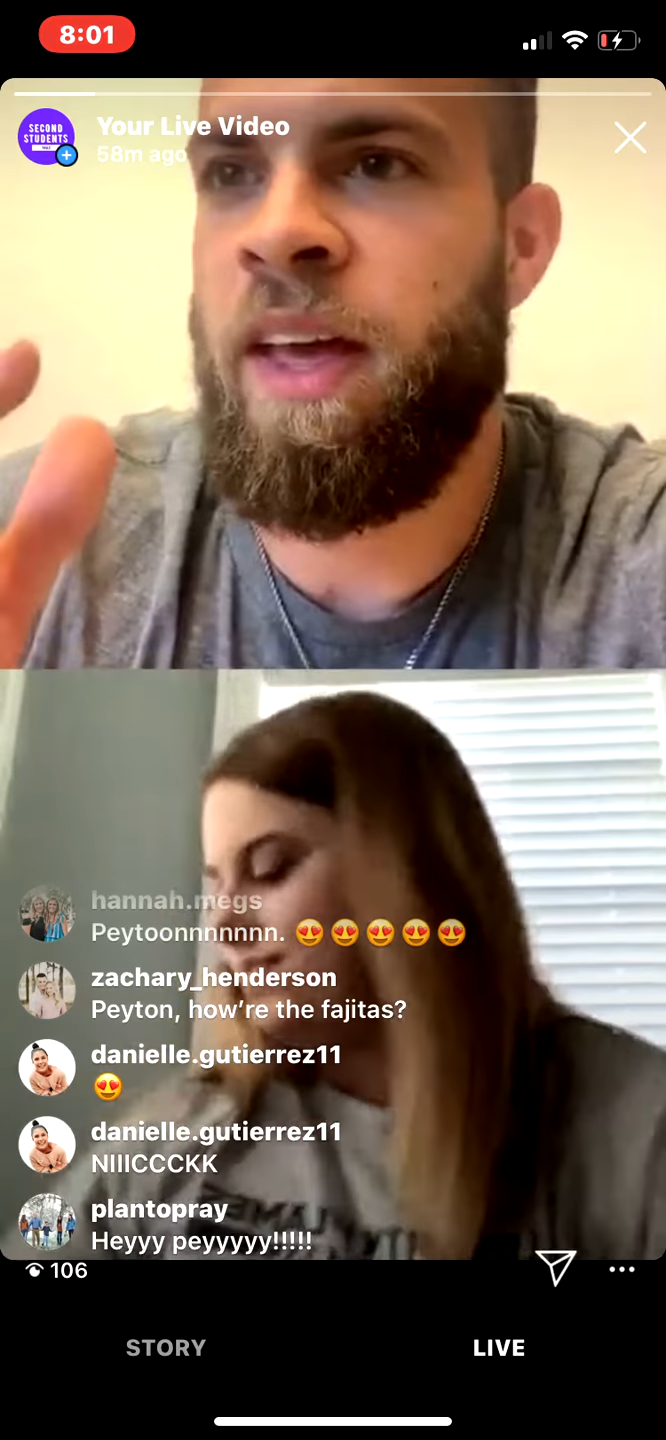 8:01
SECOND
STUDENTS
Your Live Video
58m ago
hannah.megs
Peytoonnnnnnn. 😍😍😍😍😍
zachary_henderson
Peyton, how’re the fajitas?
danielle.gutierrez11
😍
danielle.gutierrez11
NIIICCCKK
plantopray
Heyyy peyyyyy!!!!!
106
STORY
LIVE